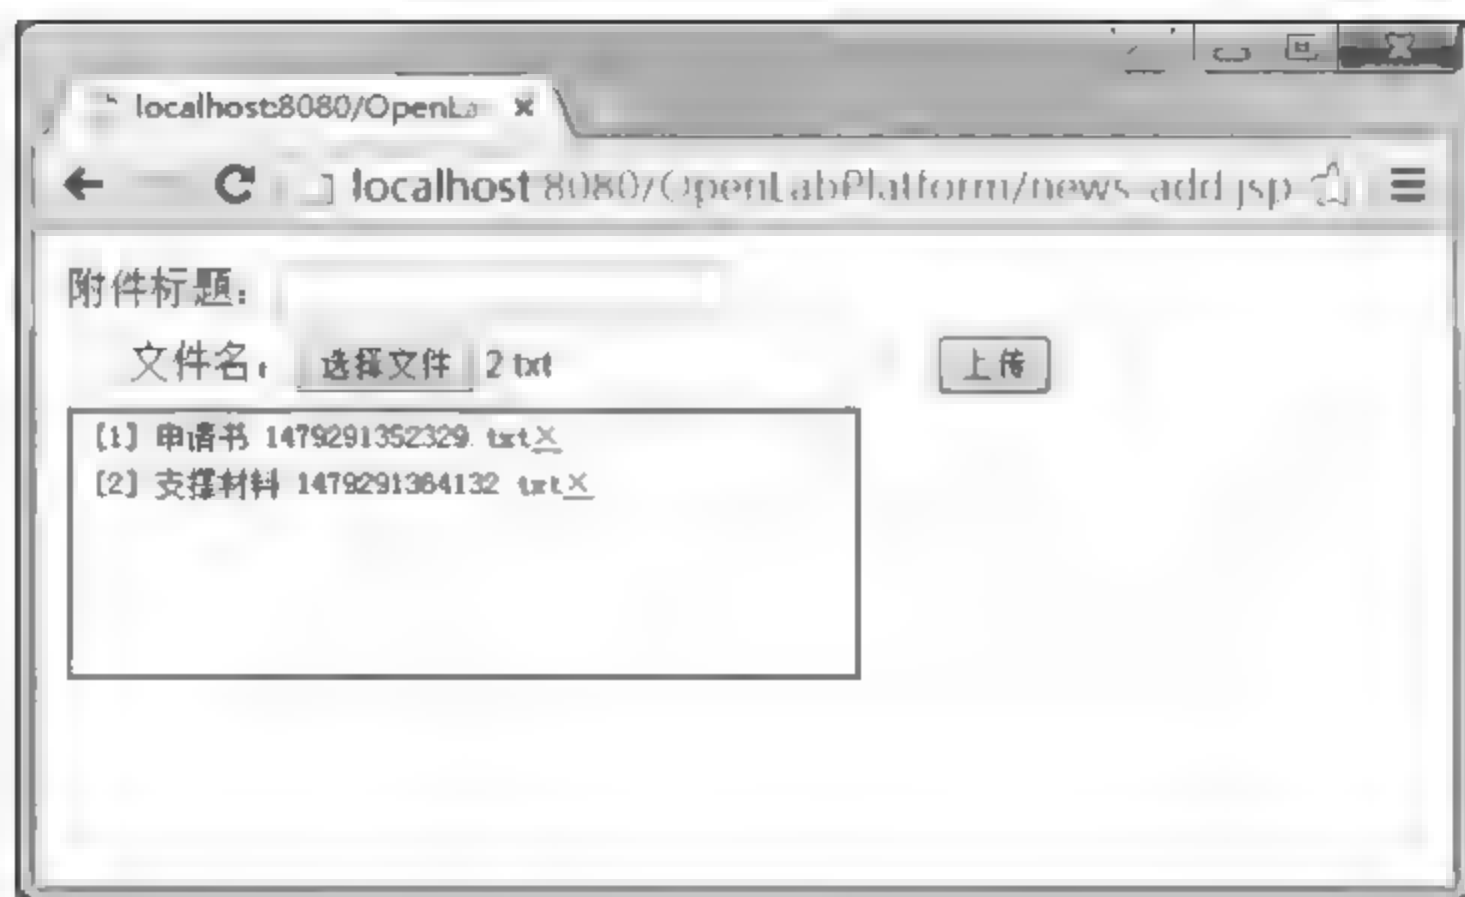 localhost:8080/OpenLa
localhost:8080/OpenLabPlatform/news-add.jsp
附件标题：
文件名： 选择文件 2.txt 上传
[1] 申请书 1479291352329.txt×
[2] 支撑材料 1479291364132.txt×